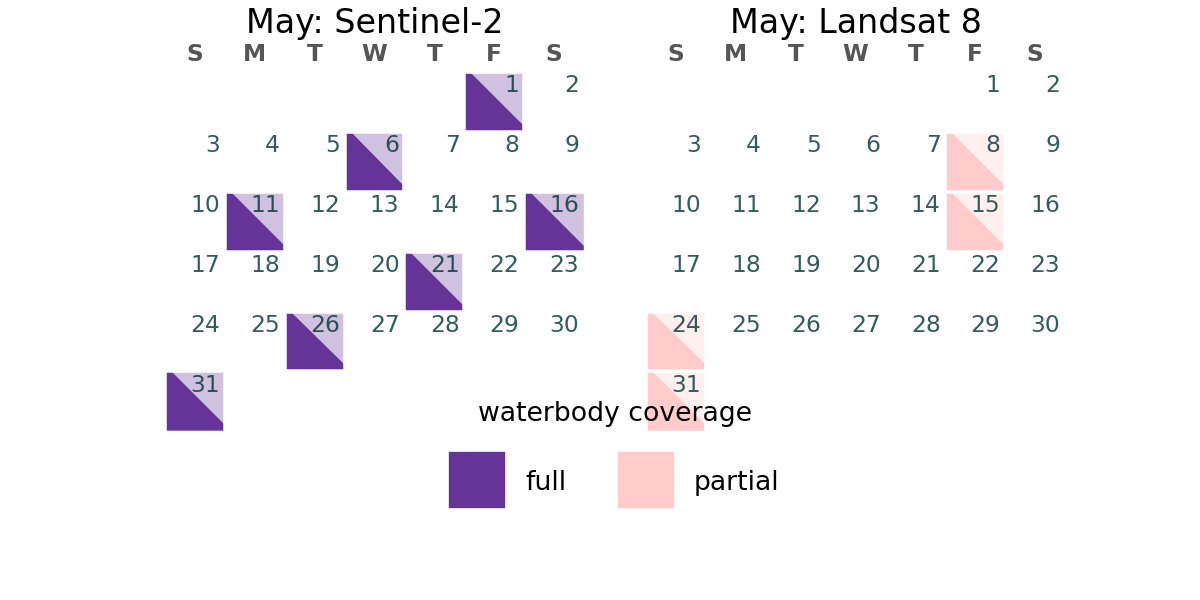 May: Sentinel-2
S M T W T F S
1 2
3 4 5 6 7 8 9
10 11 12 13 14 15 16
17 18 19 20 21 22 23
24 25 26 27 28 29 30
31
May: Landsat 8
S M T W T F S
1 2
3 4 5 6 7 8 9
10 11 12 13 14 15 16
17 18 19 20 21 22 23
24 25 26 27 28 29 30
31
waterbody coverage
full partial